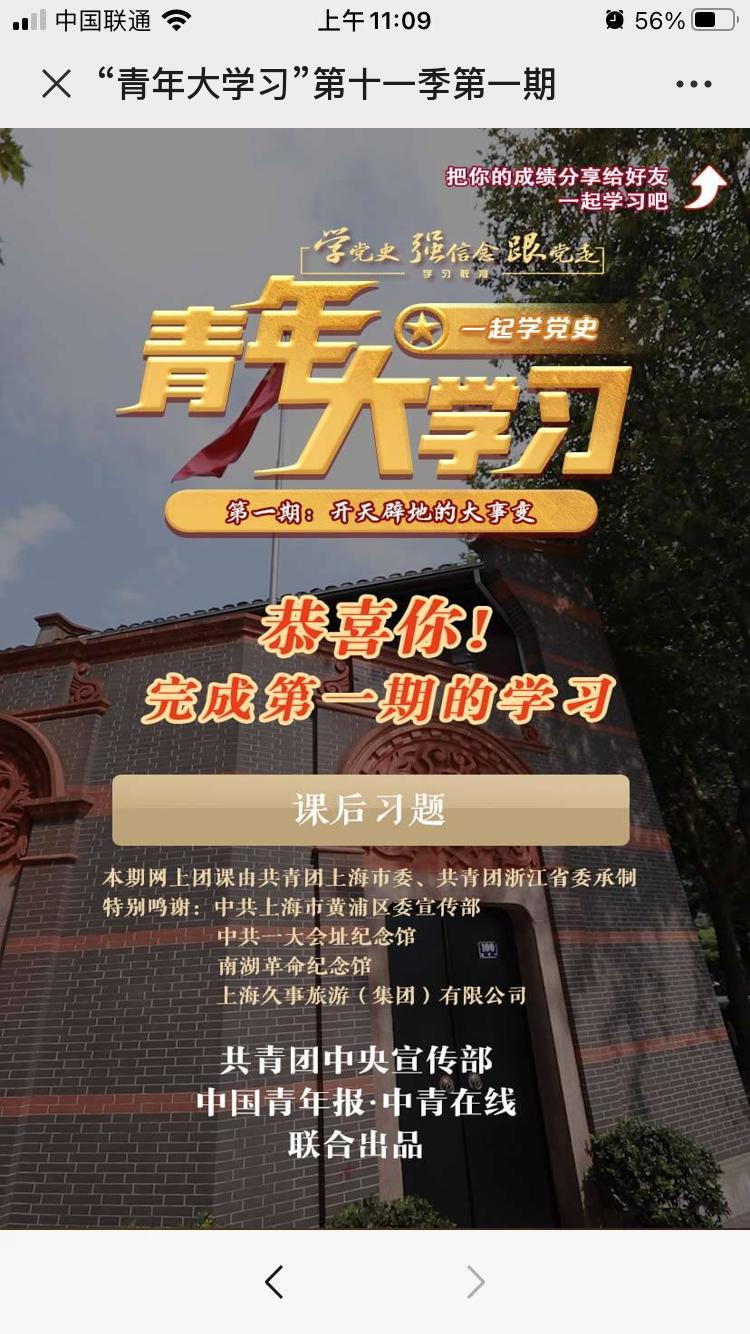 中国联通
上午11:09
56%
“青年大学习”第十一季第一期
把你的成绩分享给好友
一起学习吧
学党史 强信念 跟党走
学习教育
青年大学习
一起学党史
第一期：开天辟地的大事变
恭喜你！
完成第一期的学习
课后习题
本期网上团课由共青团上海市委、共青团浙江省委承制
特别鸣谢：中共上海市黄浦区委宣传部
中共一大会址纪念馆
南湖革命纪念馆
上海久事旅游（集团）有限公司
100
共青团中央宣传部
中国青年报·中青在线
联合出品